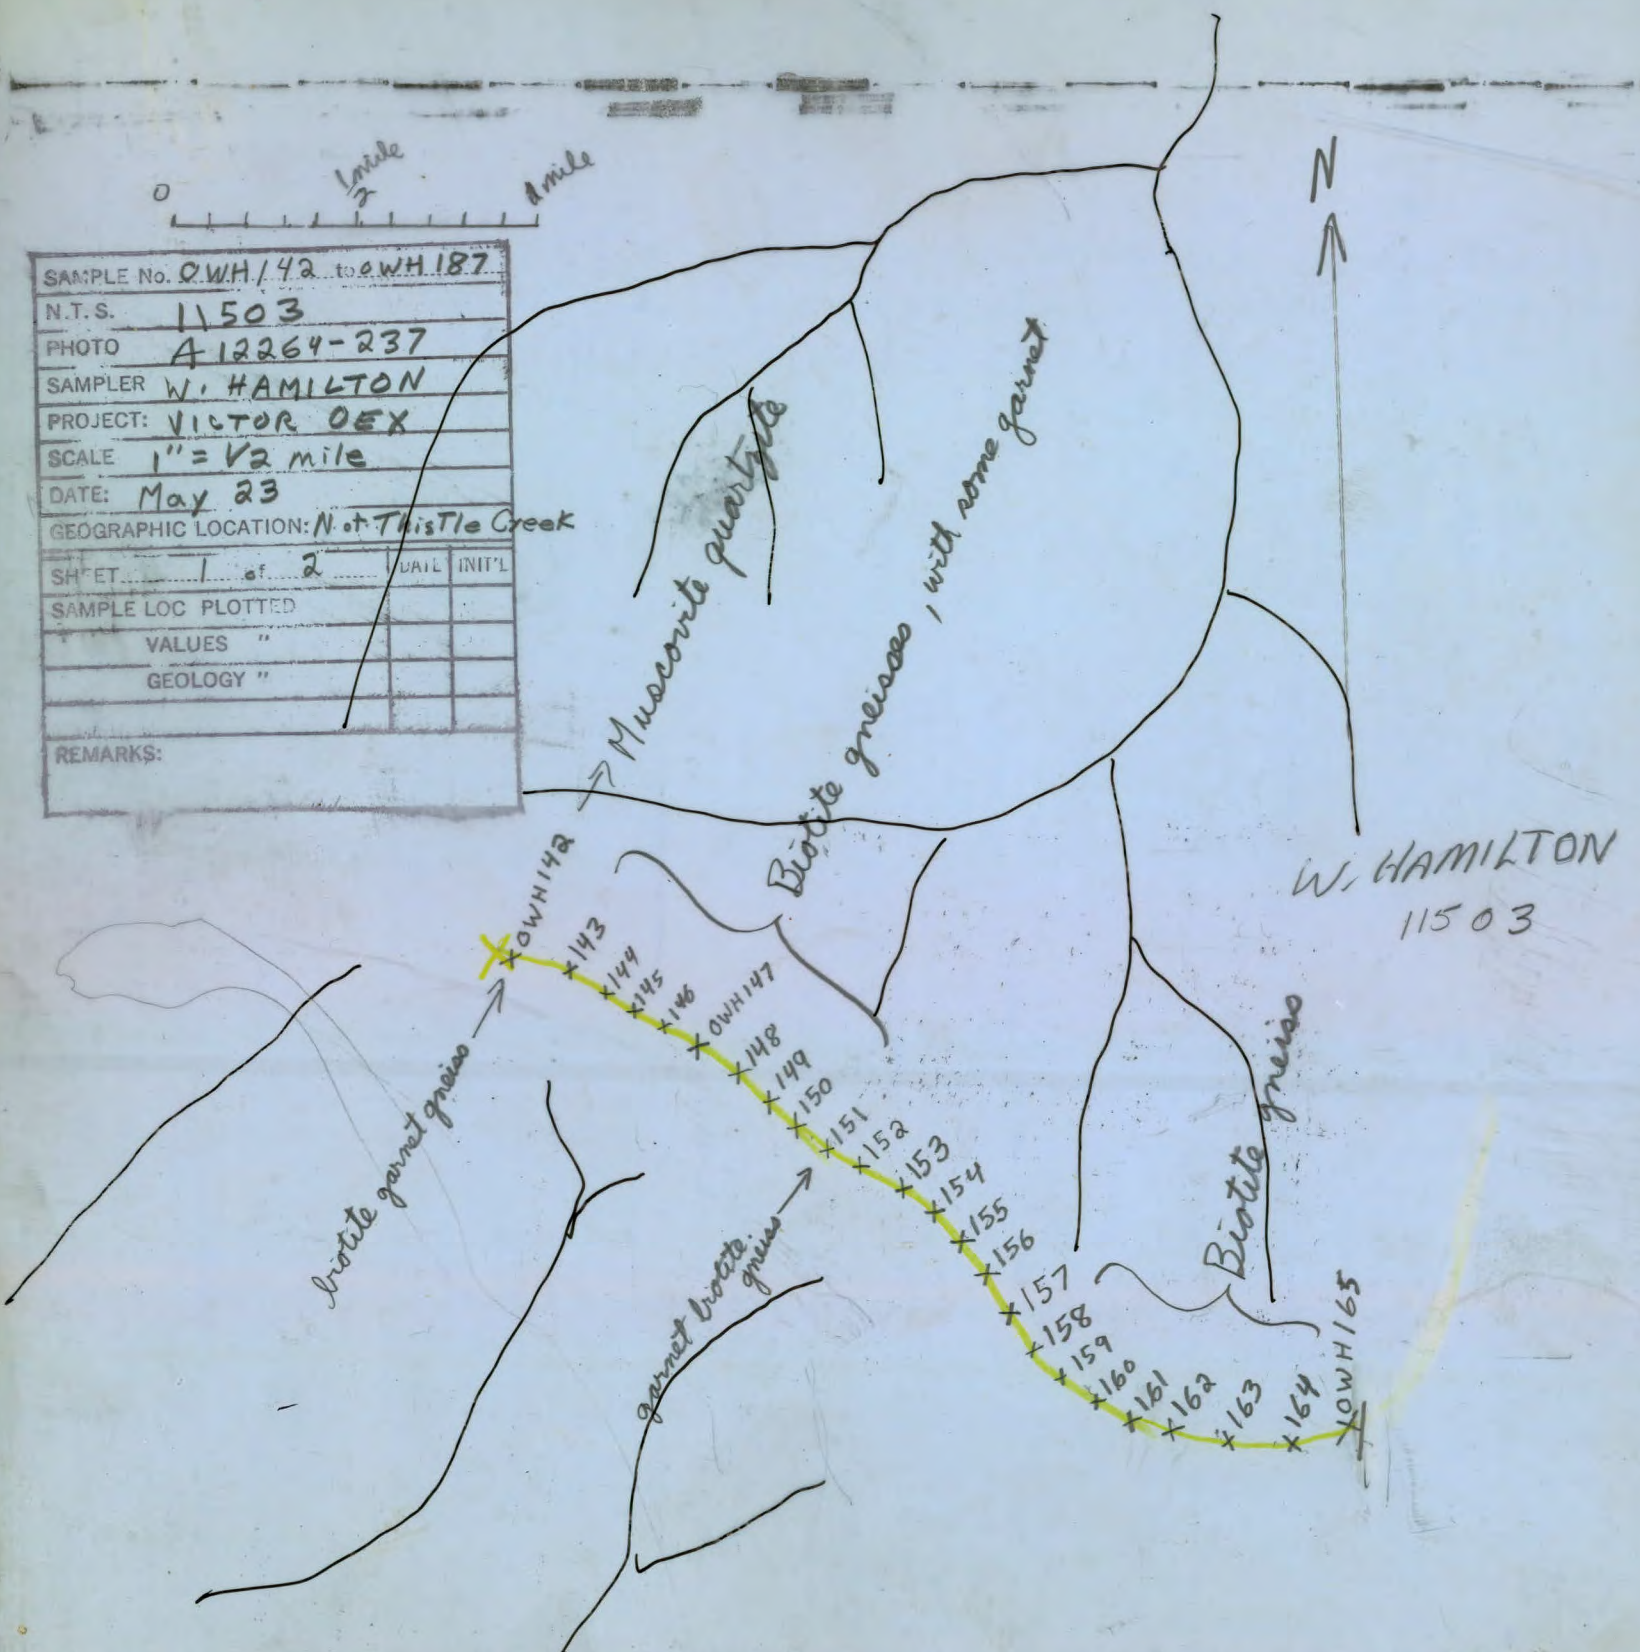 0
1/2 mile
1 mile
N
SAMPLE No. OWH142 to OWH187
N.T.S. 11503
PHOTO A12264-237
SAMPLER W. HAMILTON
PROJECT: VICTOR OEX
SCALE 1" = 1/2 mile
DATE: May 23
GEOGRAPHIC LOCATION: N of ThisTle Creek
SHEET 1 of 2 DATE INIT'L
SAMPLE LOC PLOTTED
VALUES "
GEOLOGY "
REMARKS:
Muscovite quartzite
Biotite gneisses, with some garnet
W. HAMILTON
11503
OWH142
143
144
145
146
OWH147
148
149
150
151
152
153
154
155
156
157
158
159
160
161
162
163
164
OWH165
biotite garnet gneiss
garnet biotite
gneiss
Biotite gneiss